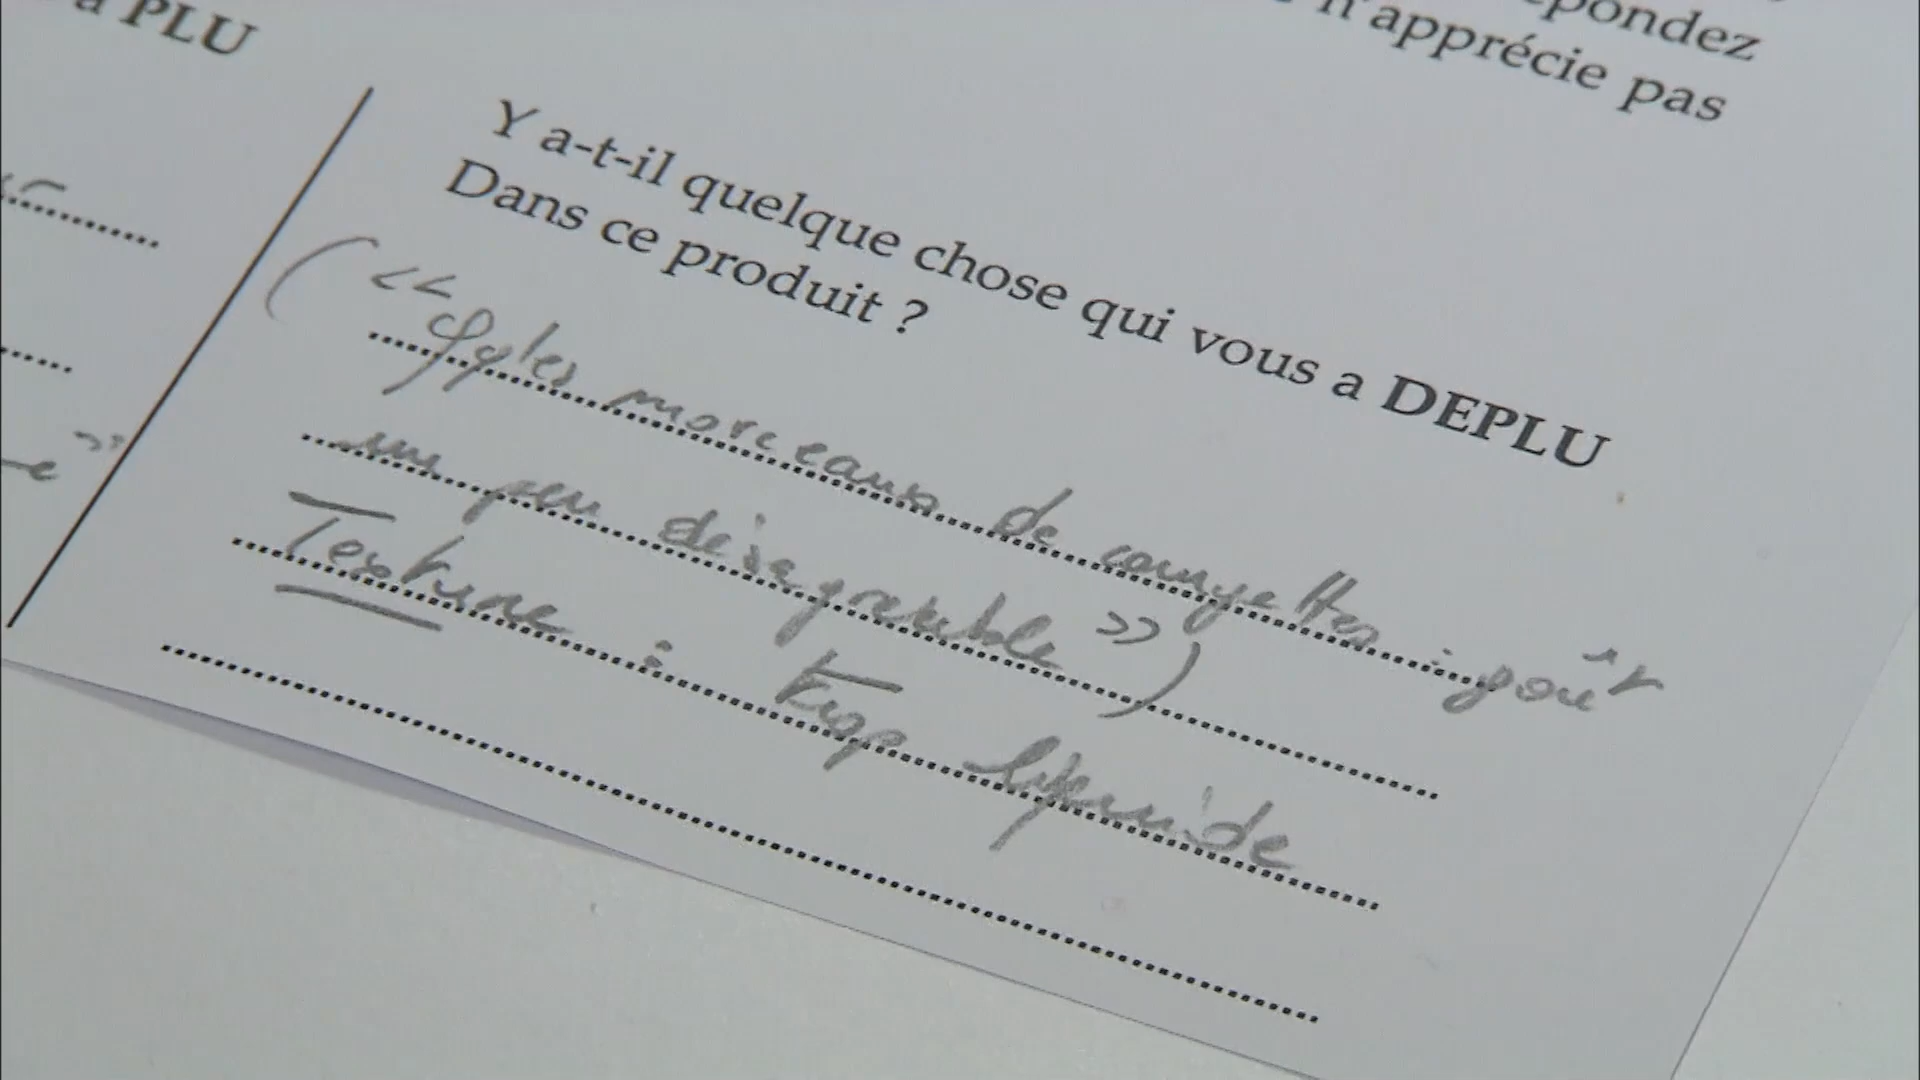 a PLU
pondez
n'apprécie pas
Y a-t-il quelque chose qui vous a DEPLU
Dans ce produit ?
(<< morceaux de courgettes : goût
un peu désagréable >>)
Texture : trop liquide
e >>